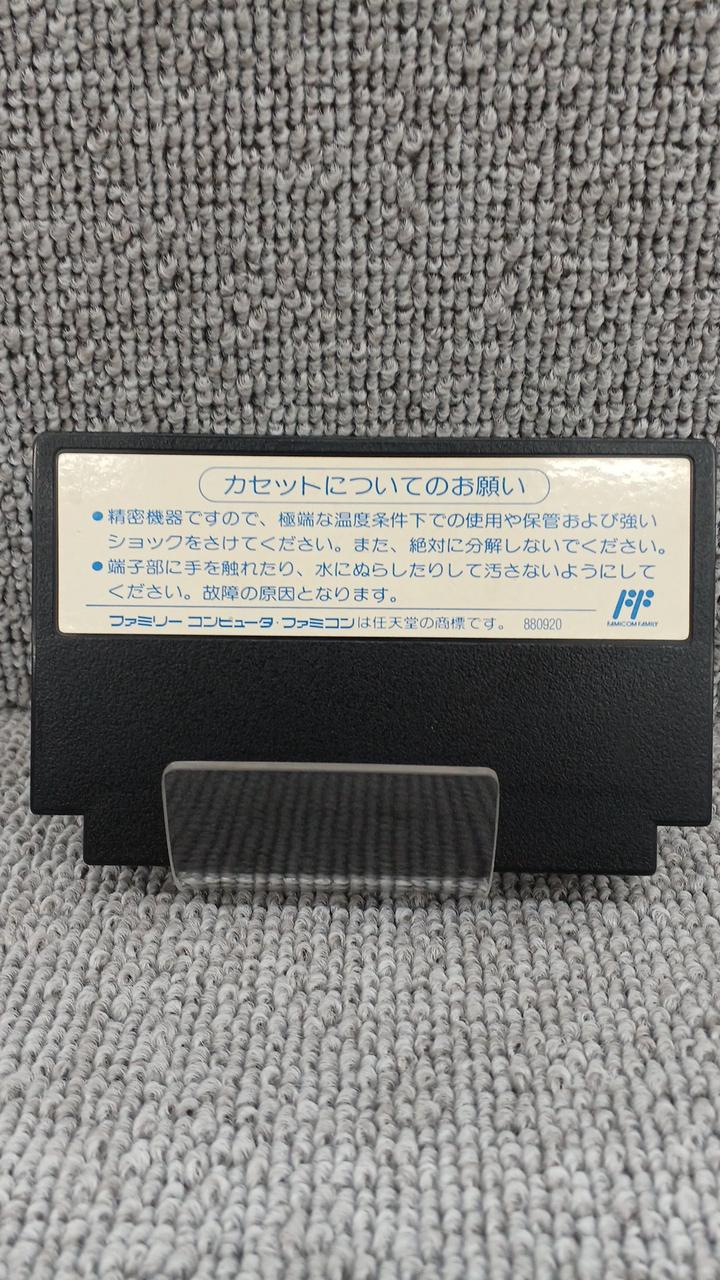 カセットについてのお願い
●精密機器ですので、極端な温度条件下での使用や保管および強い
ショックをさけてください。また、絶対に分解しないでください。
●端子部に手を触れたり、水にぬらしたりして汚さないようにして
ください。故障の原因となります。
ファミリー コンピュータ・ファミコンは任天堂の商標です。 880920
FAMICOM FAMILY